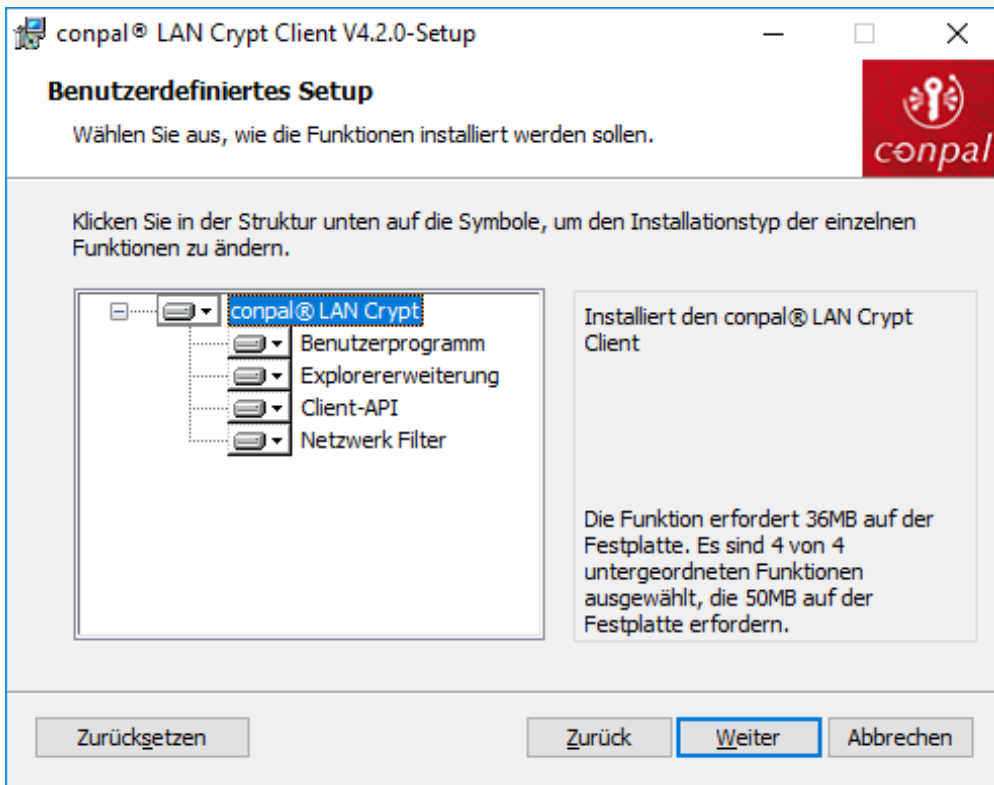 conpal® LAN Crypt Client V4.2.0-Setup
Benutzerdefiniertes Setup
Wählen Sie aus, wie die Funktionen installiert werden sollen.
conpal
Klicken Sie in der Struktur unten auf die Symbole, um den Installationstyp der einzelnen
Funktionen zu ändern.
conpal® LAN Crypt
Benutzerprogramm
Explorererweiterung
Client-API
Netzwerk Filter
Installiert den conpal® LAN Crypt
Client
Die Funktion erfordert 36MB auf der
Festplatte. Es sind 4 von 4
untergeordneten Funktionen
ausgewählt, die 50MB auf der
Festplatte erfordern.
Zurücksetzen
Zurück
Weiter
Abbrechen